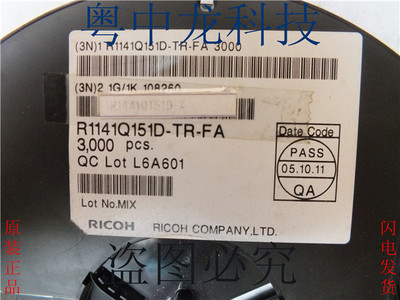 粤中龙科技
(3N)1 R1141Q151D-TR-FA 3000
(3N)2 1G/1K 108260
R1141Q151D-A
R1141Q151D-TR-FA
3,000 pcs.
QC Lot L6A601
Lot No.MIX
Date Code
PASS
05.10.11
QA
RICOH RICOH COMPANY,LTD.
原装正品
闪电发货
盗图必究